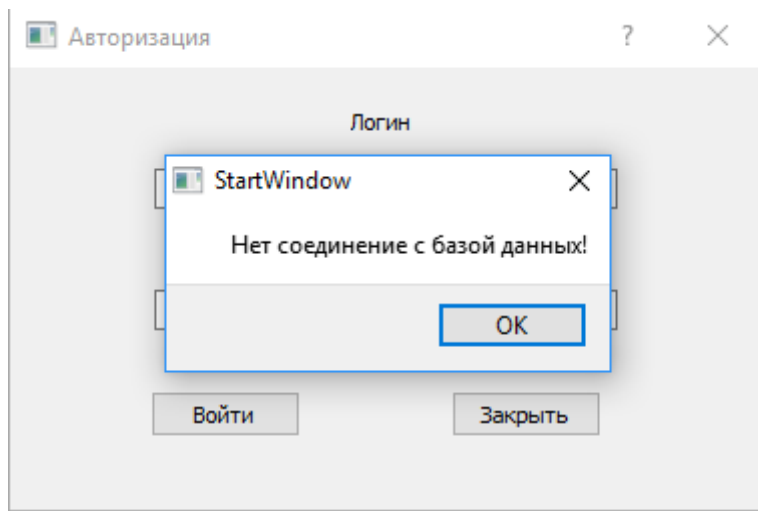 Авторизация
Логин
StartWindow
Нет соединение с базой данных!
OK
Войти
Закрыть